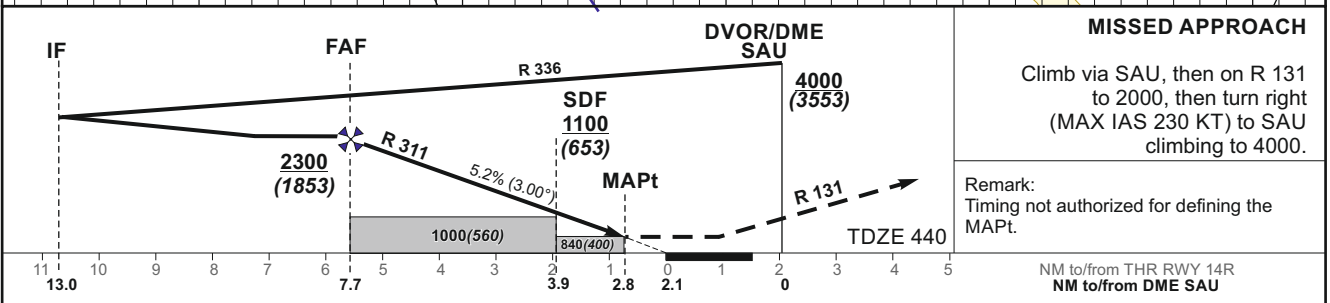 IF
FAF
DVOR/DME
SAU
R 336
4000
(3553)
SDF
1100
(653)
R 311
2300
(1853)
5.2% (3.00°)
MAPt
R 131
1000(560)
840(400)
TDZE 440
11 10 9 8 7 6 5 4 3 2 1 0 1 2 3 4 5
NM to/from THR RWY 14R
13.0 7.7 3.9 2.8 2.1 0
NM to/from DME SAU
MISSED APPROACH
Climb via SAU, then on R 131
to 2000, then turn right
(MAX IAS 230 KT) to SAU
climbing to 4000.
Remark:
Timing not authorized for defining the
MAPt.